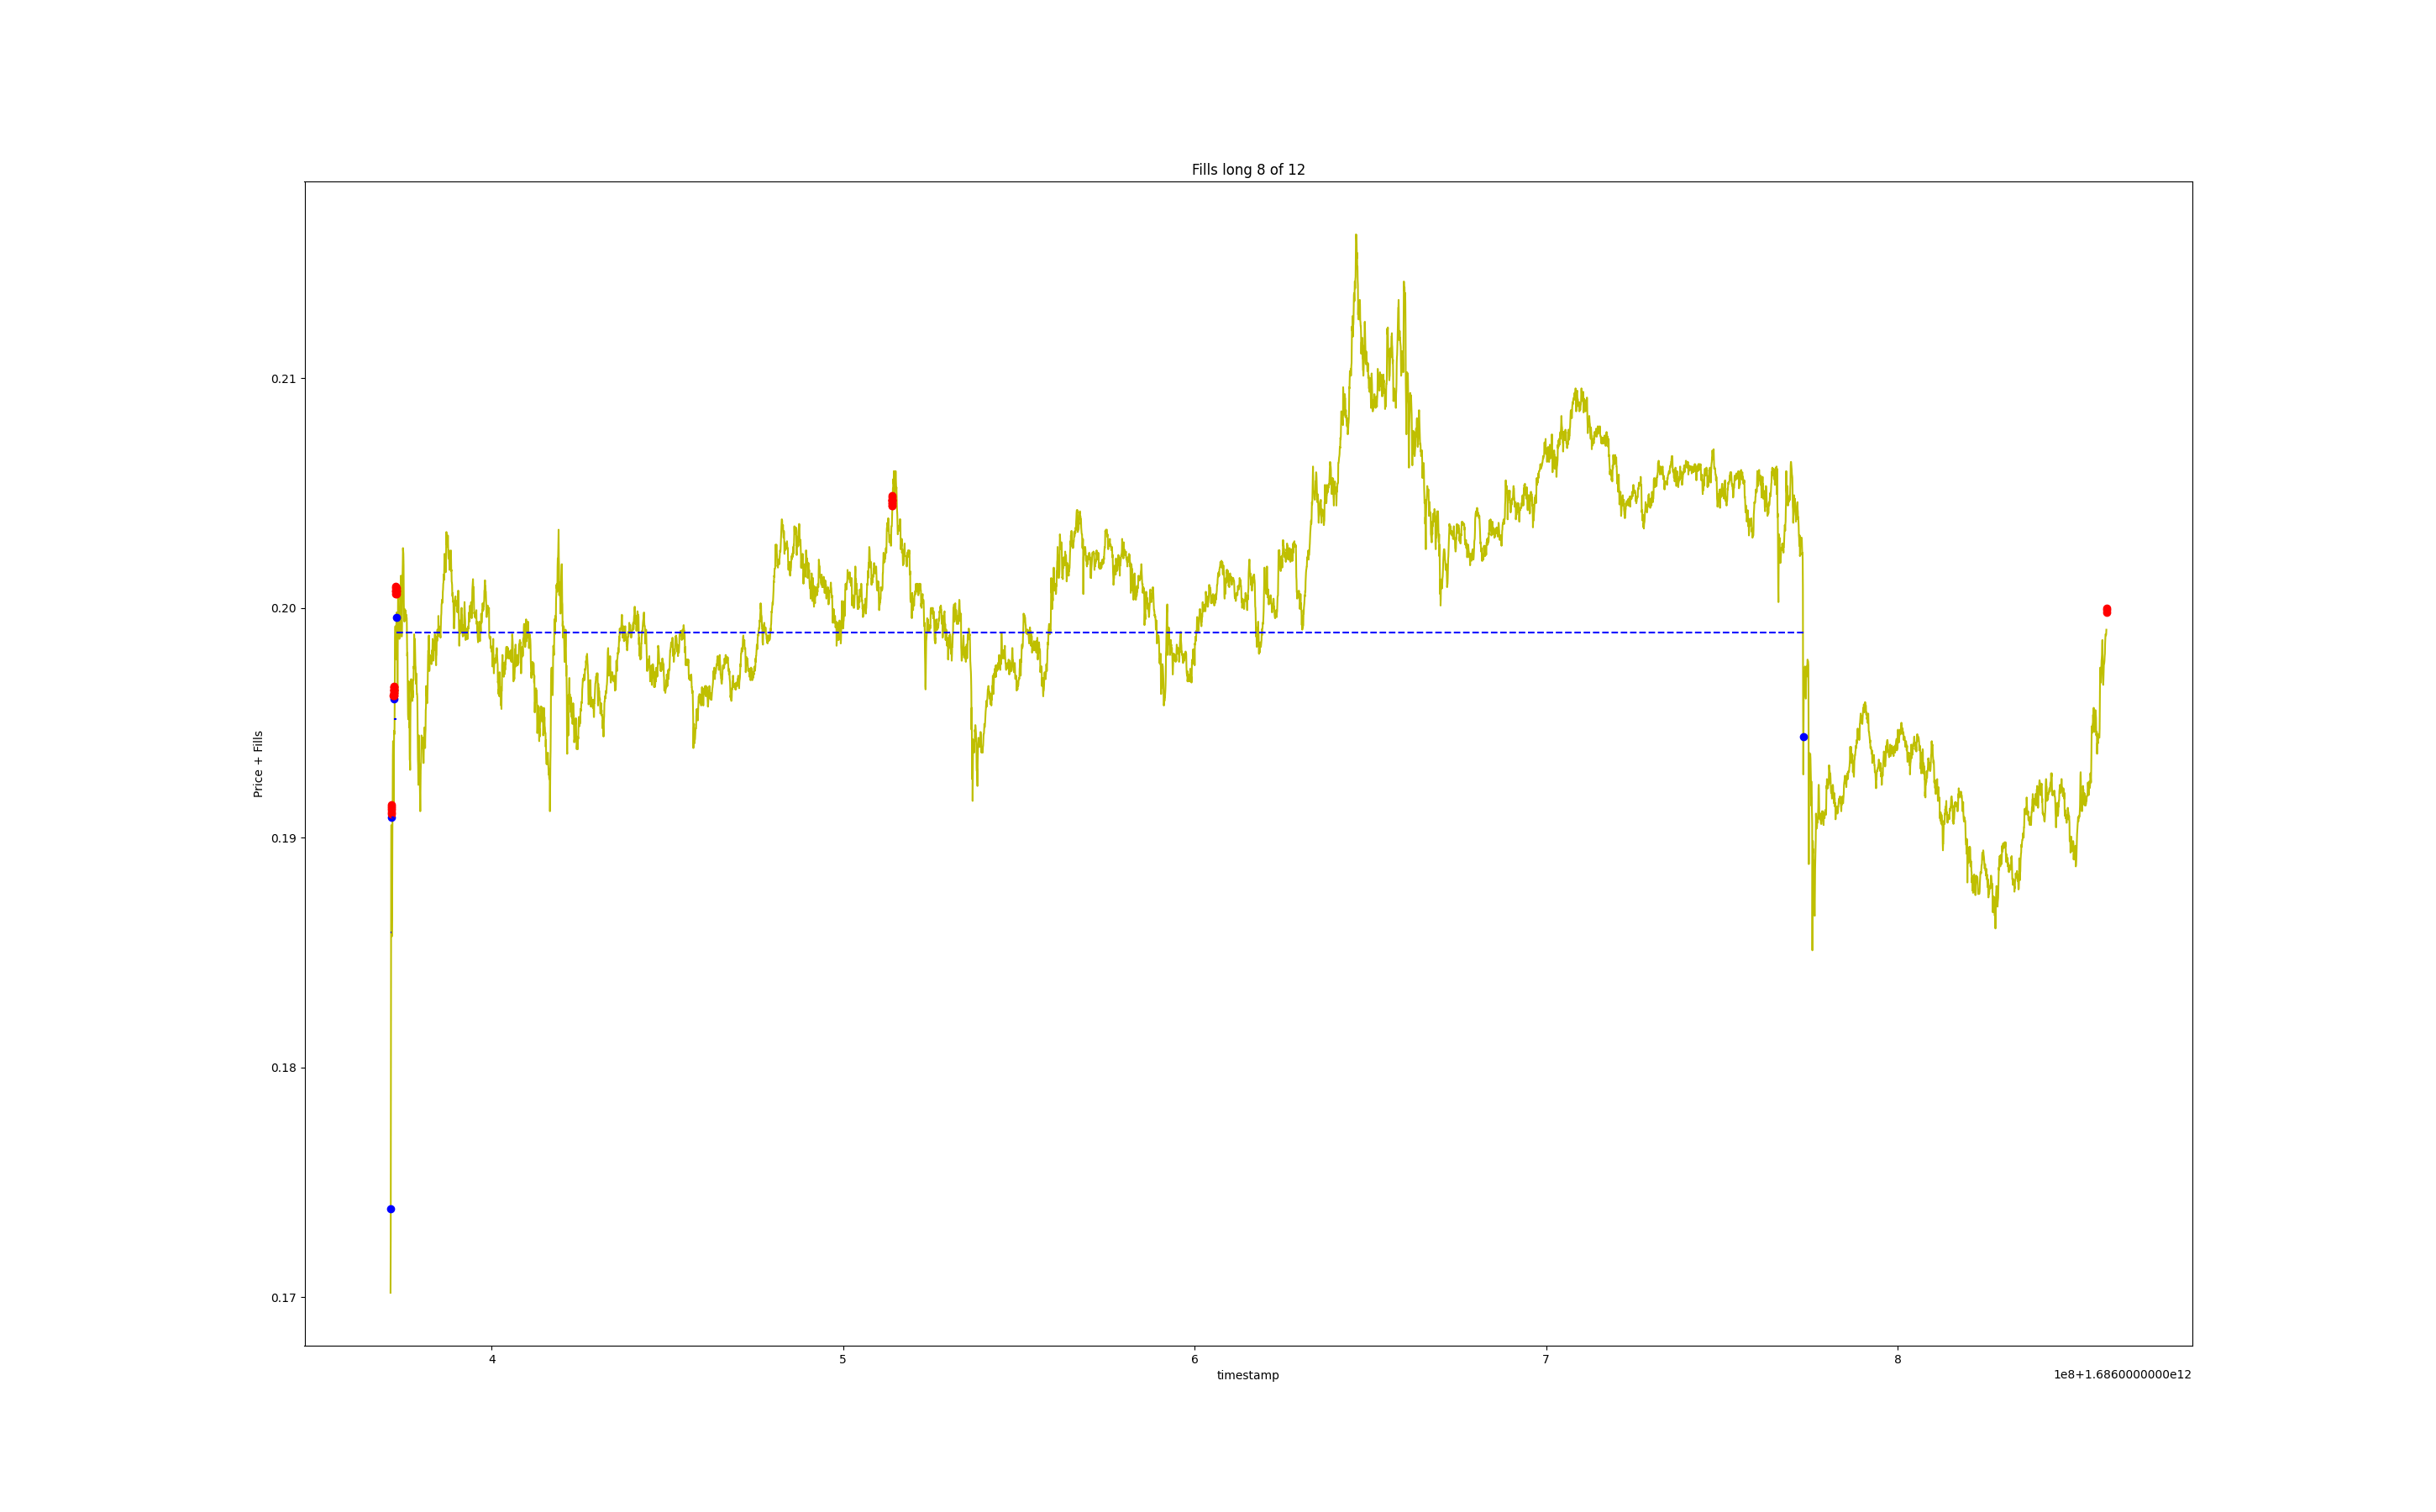 Fills long 8 of 12
Price + Fills
0.21
0.20
0.19
0.18
0.17
4
5
6
7
8
timestamp
1e8+1.6860000000e12